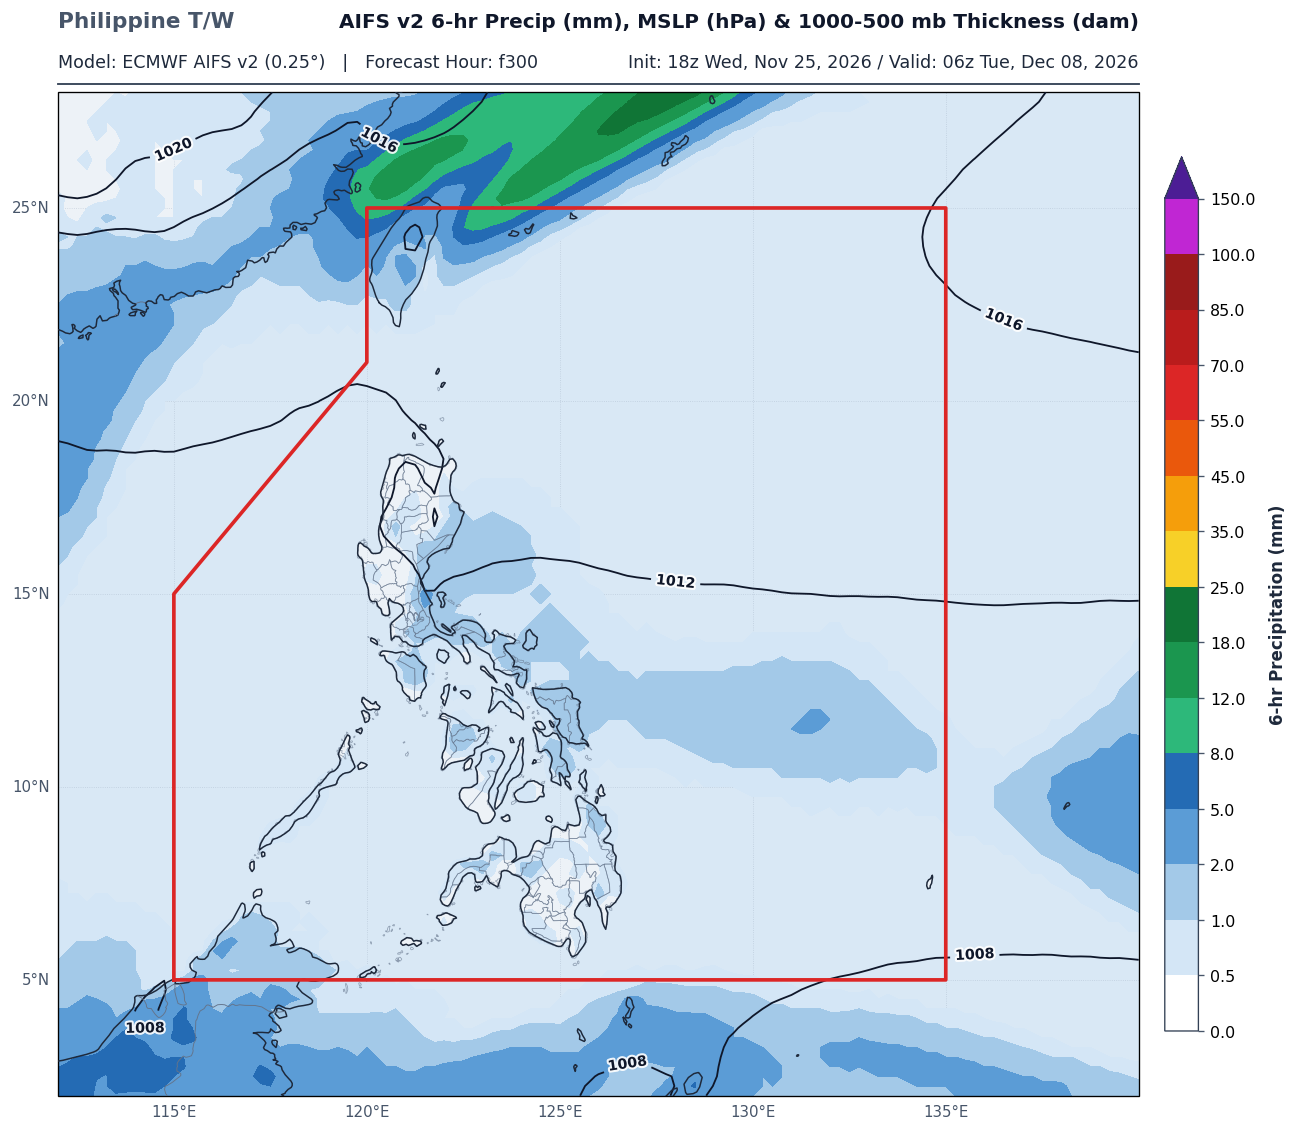 Philippine T/W
AIFS v2 6-hr Precip (mm), MSLP (hPa) & 1000-500 mb Thickness (dam)
Model: ECMWF AIFS v2 (0.25°)   |   Forecast Hour: f300
Init: 18z Wed, Nov 25, 2026 / Valid: 06z Tue, Dec 08, 2026
1020
1016
1016
1012
1008
1008
1008
25°N
20°N
15°N
10°N
5°N
115°E
120°E
125°E
130°E
135°E
150.0
100.0
85.0
70.0
55.0
45.0
35.0
25.0
18.0
12.0
8.0
5.0
2.0
1.0
0.5
0.0
6-hr Precipitation (mm)